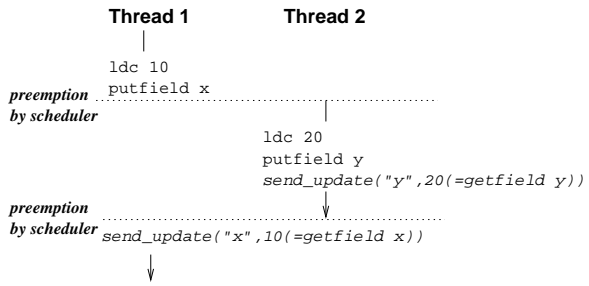 Thread 1 Thread 2
ldc 10
putfield x
preemption
by scheduler
ldc 20
putfield y
send_update("y",20(=getfield y))
preemption
by scheduler
send_update("x",10(=getfield x))